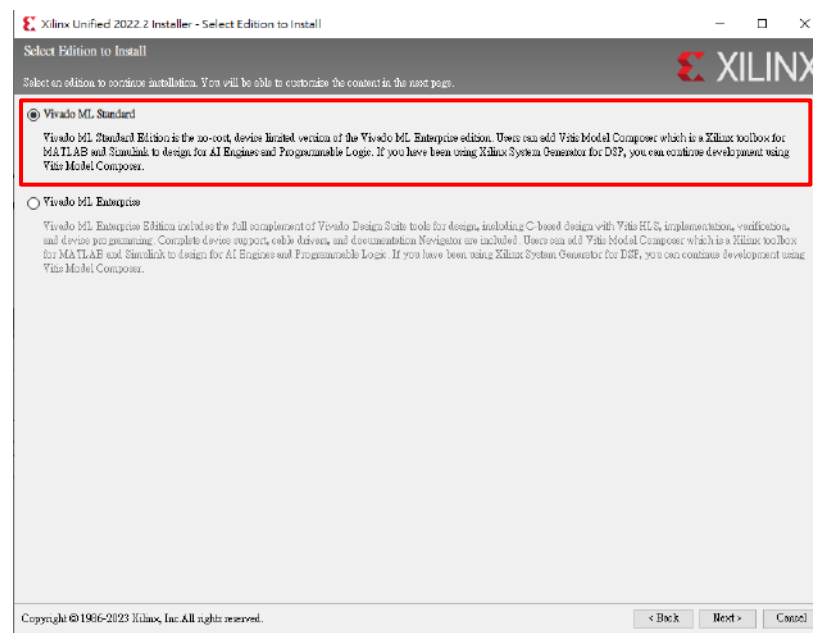 Xilinx Unified 2022.2 Installer - Select Edition to Install
Select Edition to Install
XILINX
Select an edition to continue installation. You will be able to customize the content in the next page.
Vivado ML Standard
Vivado ML Standard Edition is the no-cost, device limited version of the Vivado ML Enterprise edition. Users can add Vitis Model Composer which is a Xilinx toolbox for
MATLAB and Simulink to design for AI Engines and Programmable Logic. If you have been using Xilinx System Generator for DSP, you can continue development using
Vitis Model Composer.
Vivado ML Enterprise
Vivado ML Enterprise Edition includes the full complement of Vivado Design Suite tools for design, including C-based design with Vitis HLS, implementation, verification,
and device programming. Complete device support, cable drivers, and documentation Navigator are included. Users can add Vitis Model Composer which is a Xilinx toolbox
for MATLAB and Simulink to design for AI Engines and Programmable Logic. If you have been using Xilinx System Generator for DSP, you can continue development using
Vitis Model Composer.
Copyright © 1986-2023 Xilinx, Inc.All rights reserved.
< Back
Next >
Cancel